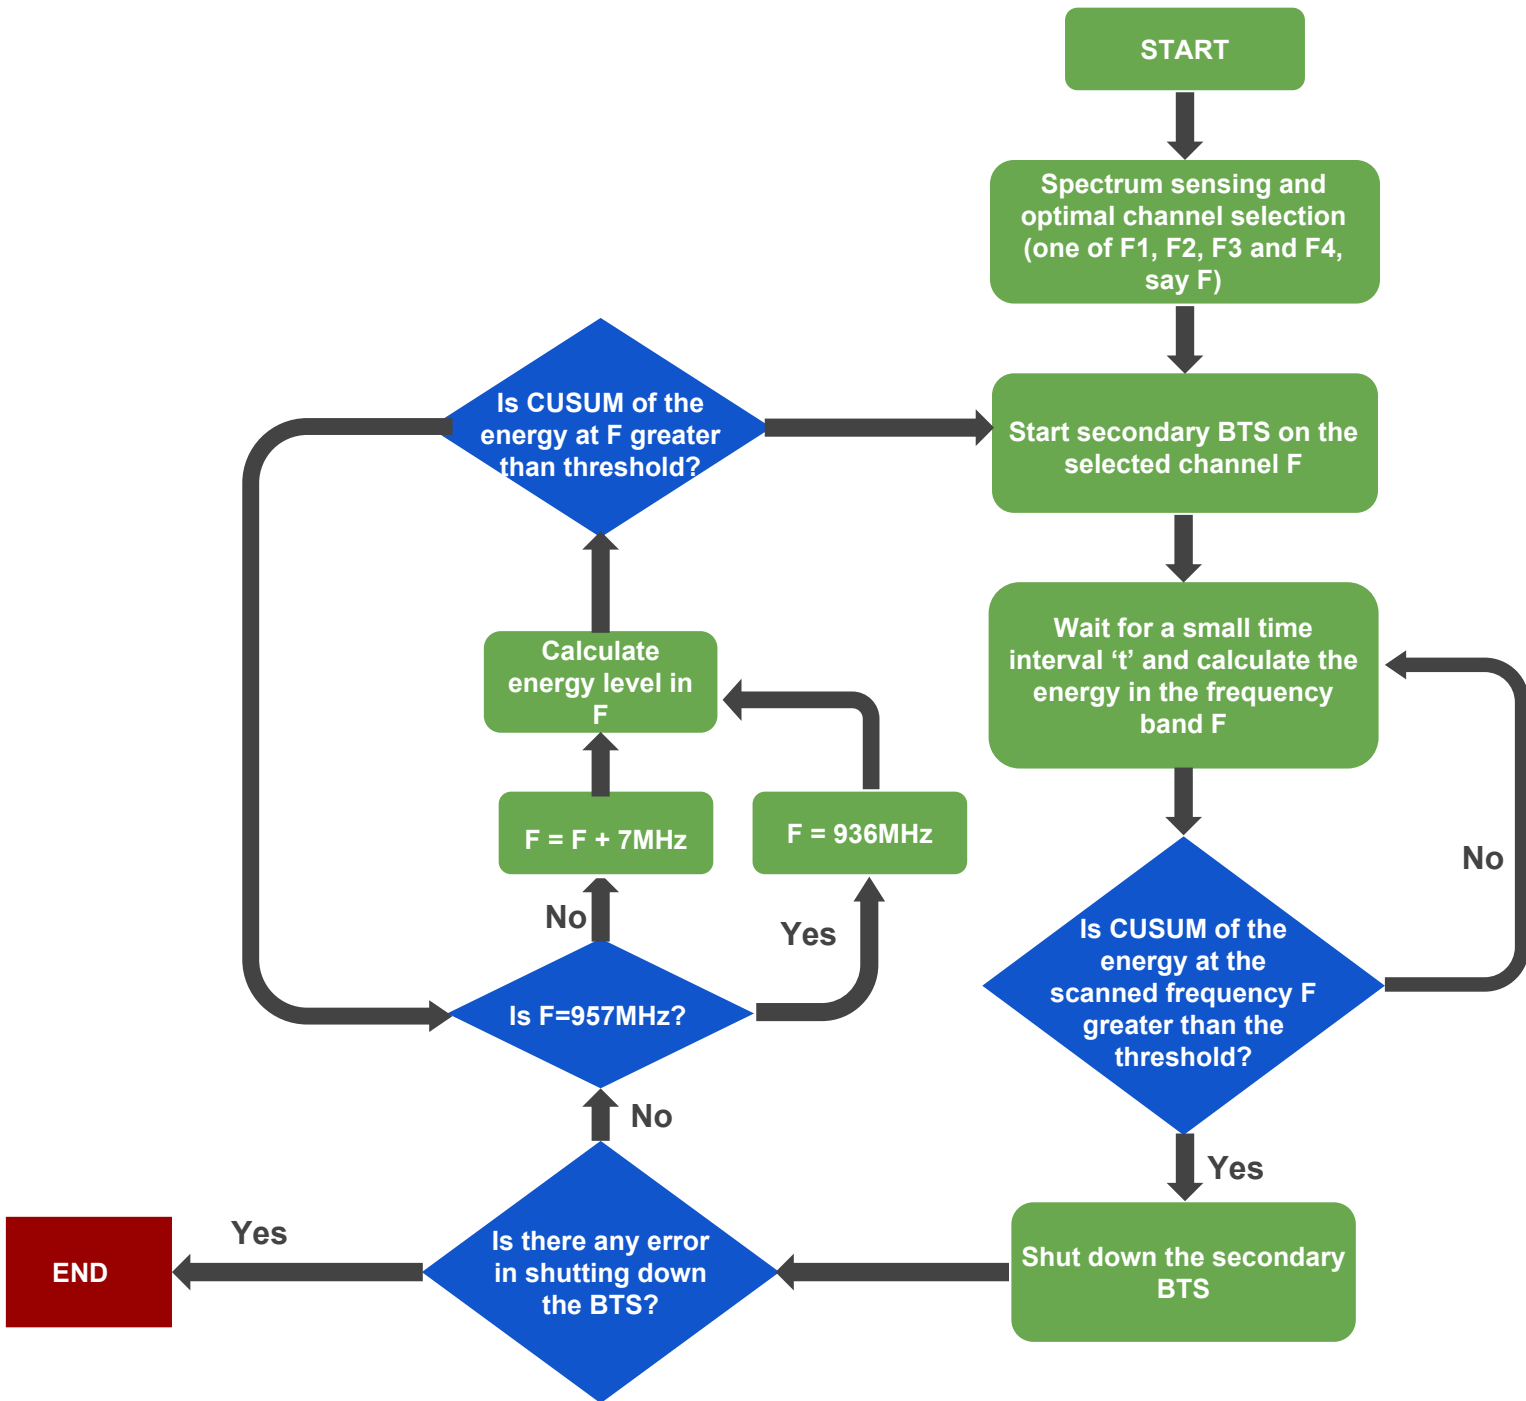 START
Spectrum sensing and
optimal channel selection
(one of F1, F2, F3 and F4,
say F)
Is CUSUM of the
energy at F greater
than threshold?
Start secondary BTS on the
selected channel F
Wait for a small time
interval ‘t’ and calculate the
energy in the frequency
band F
Calculate
energy level in
F
F = F + 7MHz
F = 936MHz
No
No
Yes
Is CUSUM of the
energy at the
scanned frequency F
greater than the
threshold?
Is F=957MHz?
No
Yes
Yes
Is there any error
in shutting down
the BTS?
Shut down the secondary
BTS
END